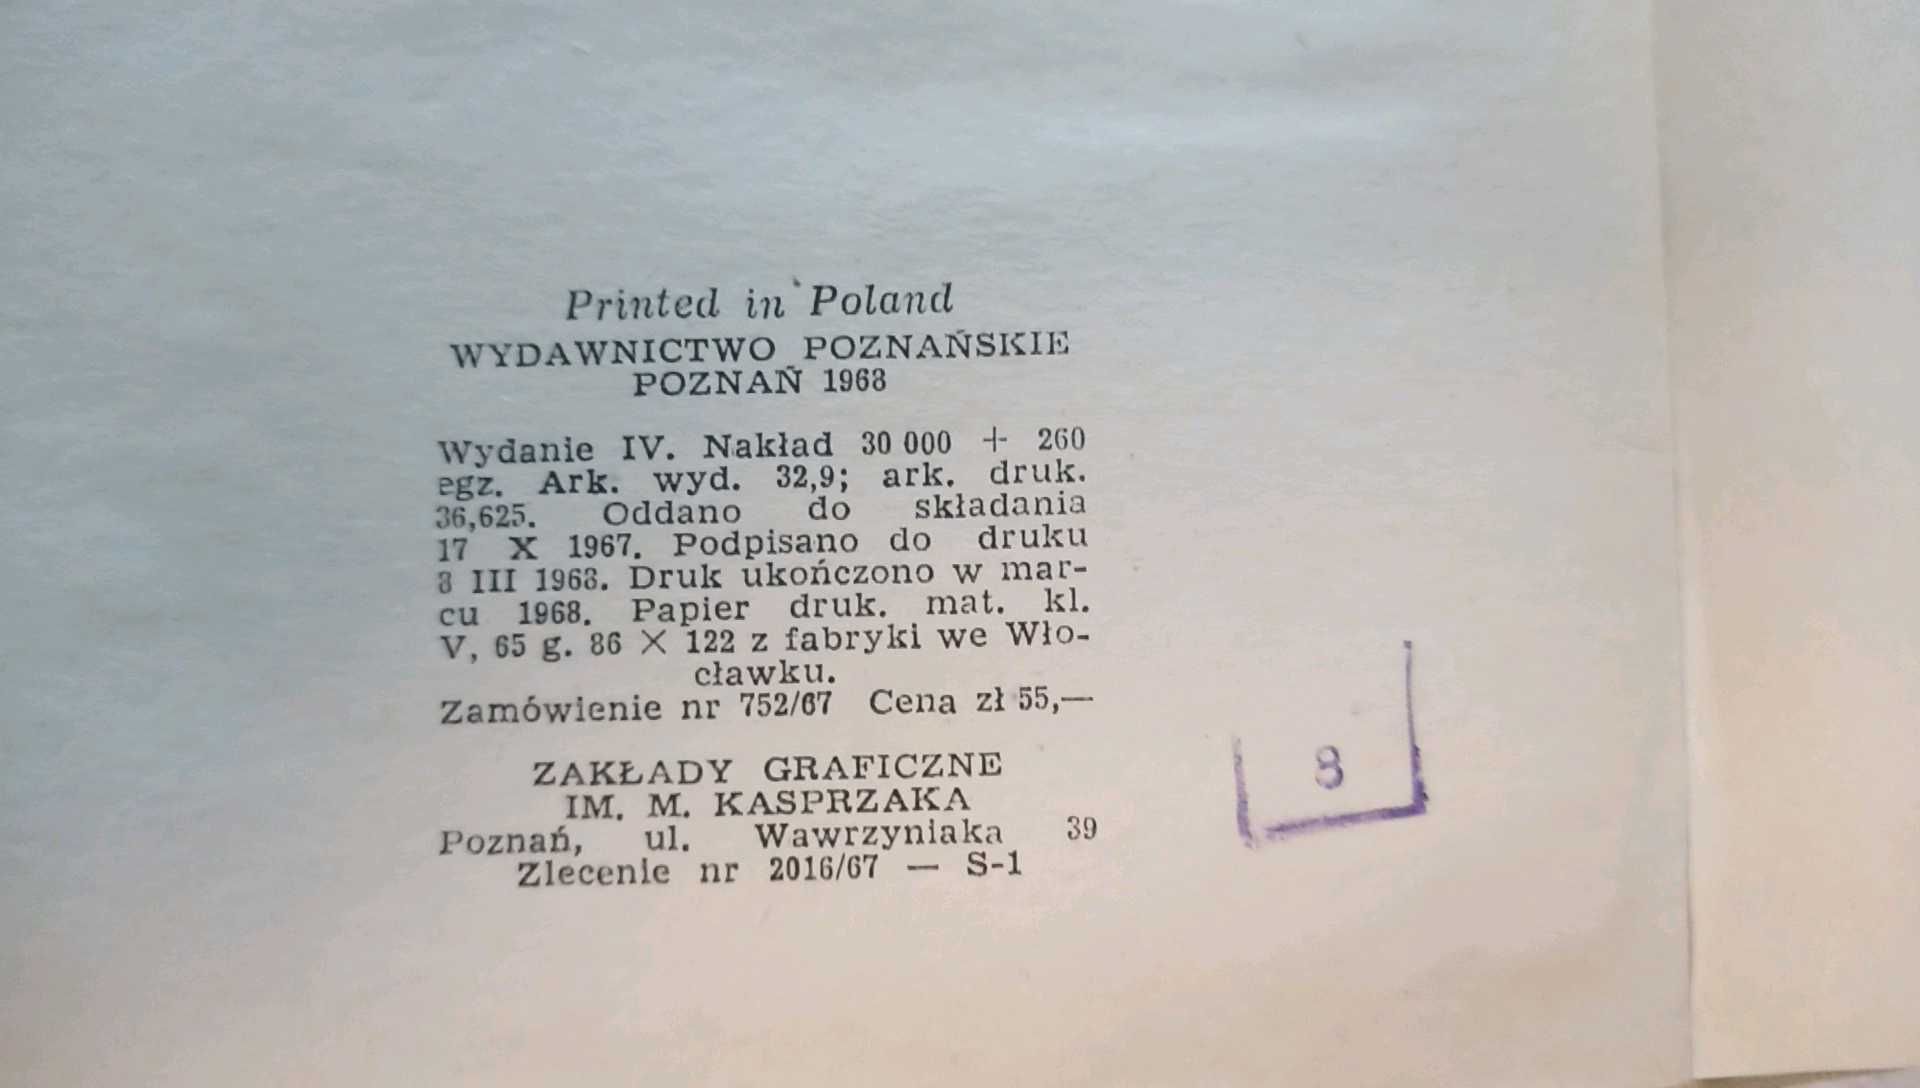 Printed in Poland
WYDAWNICTWO POZNAŃSKIE
POZNAŃ 1968
Wydanie IV. Nakład 30 000 + 260
egz. Ark. wyd. 32,9; ark. druk.
36,625. Oddano do składania
17 X 1967. Podpisano do druku
8 III 1968. Druk ukończono w mar-
cu 1968. Papier druk. mat. kl.
V, 65 g. 86 × 122 z fabryki we Wło-
cławku.
Zamówienie nr 752/67 Cena zł 55,—
ZAKŁADY GRAFICZNE
IM. M. KASPRZAKA
Poznań, ul. Wawrzyniaka 39
Zlecenie nr 2016/67 — S-1
8